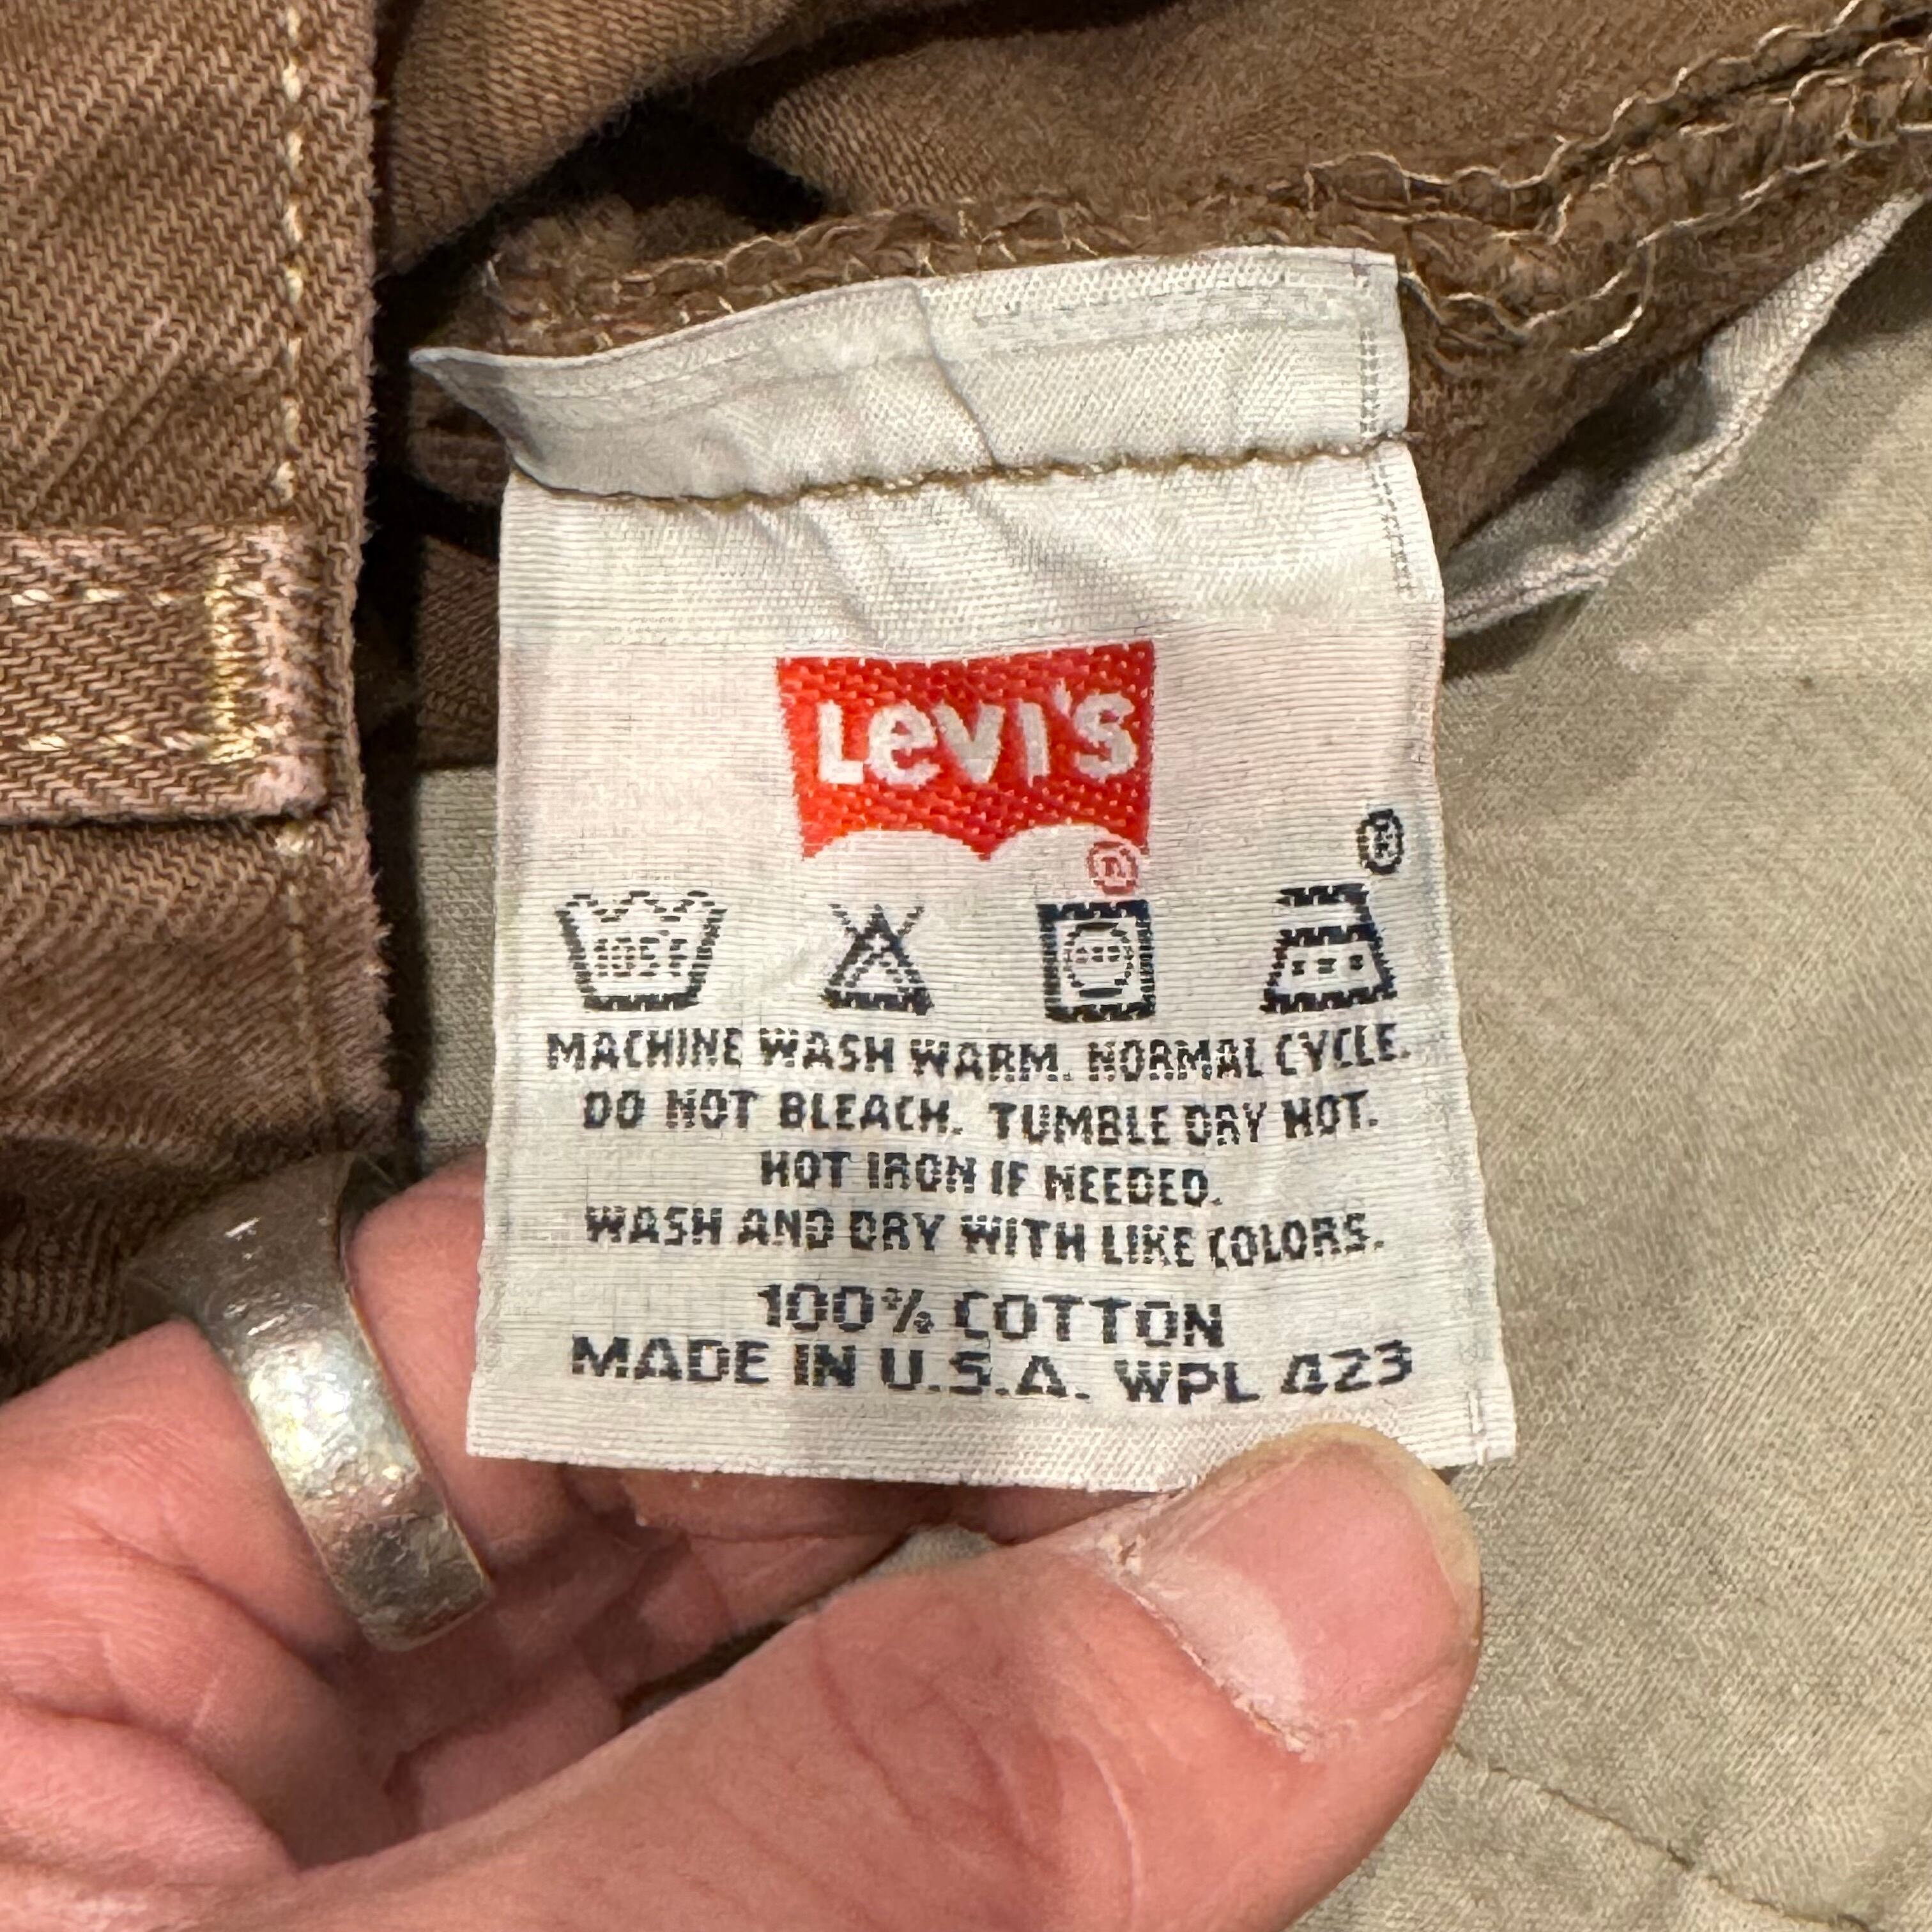 LEVI'S
®
®
105°F
MACHINE WASH WARM. NORMAL CYCLE.
DO NOT BLEACH. TUMBLE DRY HOT.
HOT IRON IF NEEDED.
WASH AND DRY WITH LIKE COLORS.
100% COTTON
MADE IN U.S.A. WPL 423